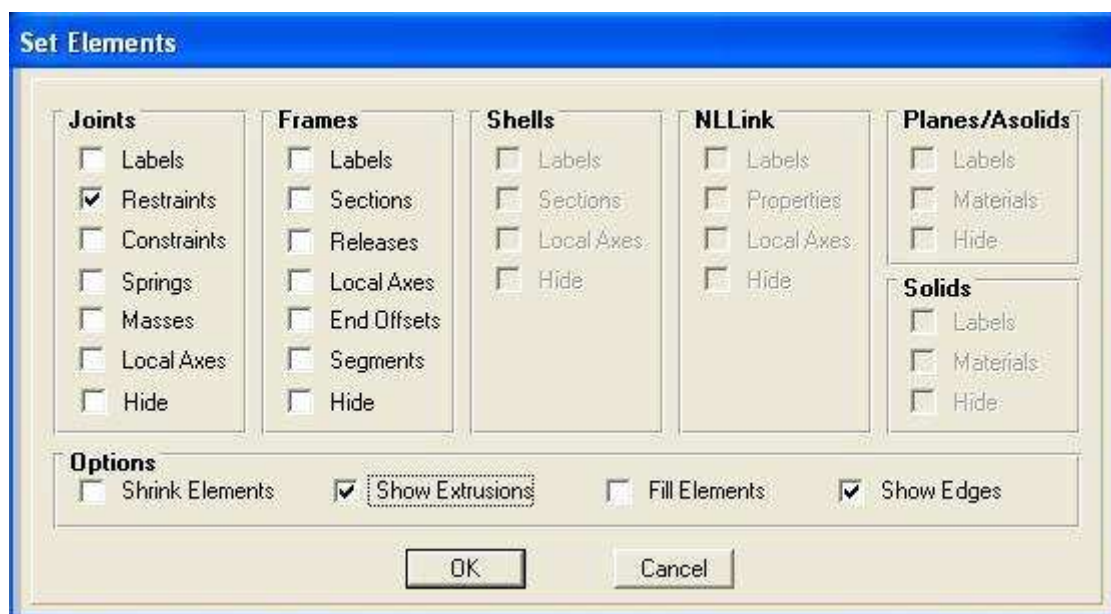 Set Elements
Joints
Labels
Restraints
Constraints
Springs
Masses
Local Axes
Hide
Frames
Labels
Sections
Releases
Local Axes
End Offsets
Segments
Hide
Shells
Labels
Sections
Local Axes
Hide
NLLink
Labels
Properties
Local Axes
Hide
Planes/Asolids
Labels
Materials
Hide
Solids
Labels
Materials
Hide
Options
Shrink Elements
Show Extrusions
Fill Elements
Show Edges
OK
Cancel